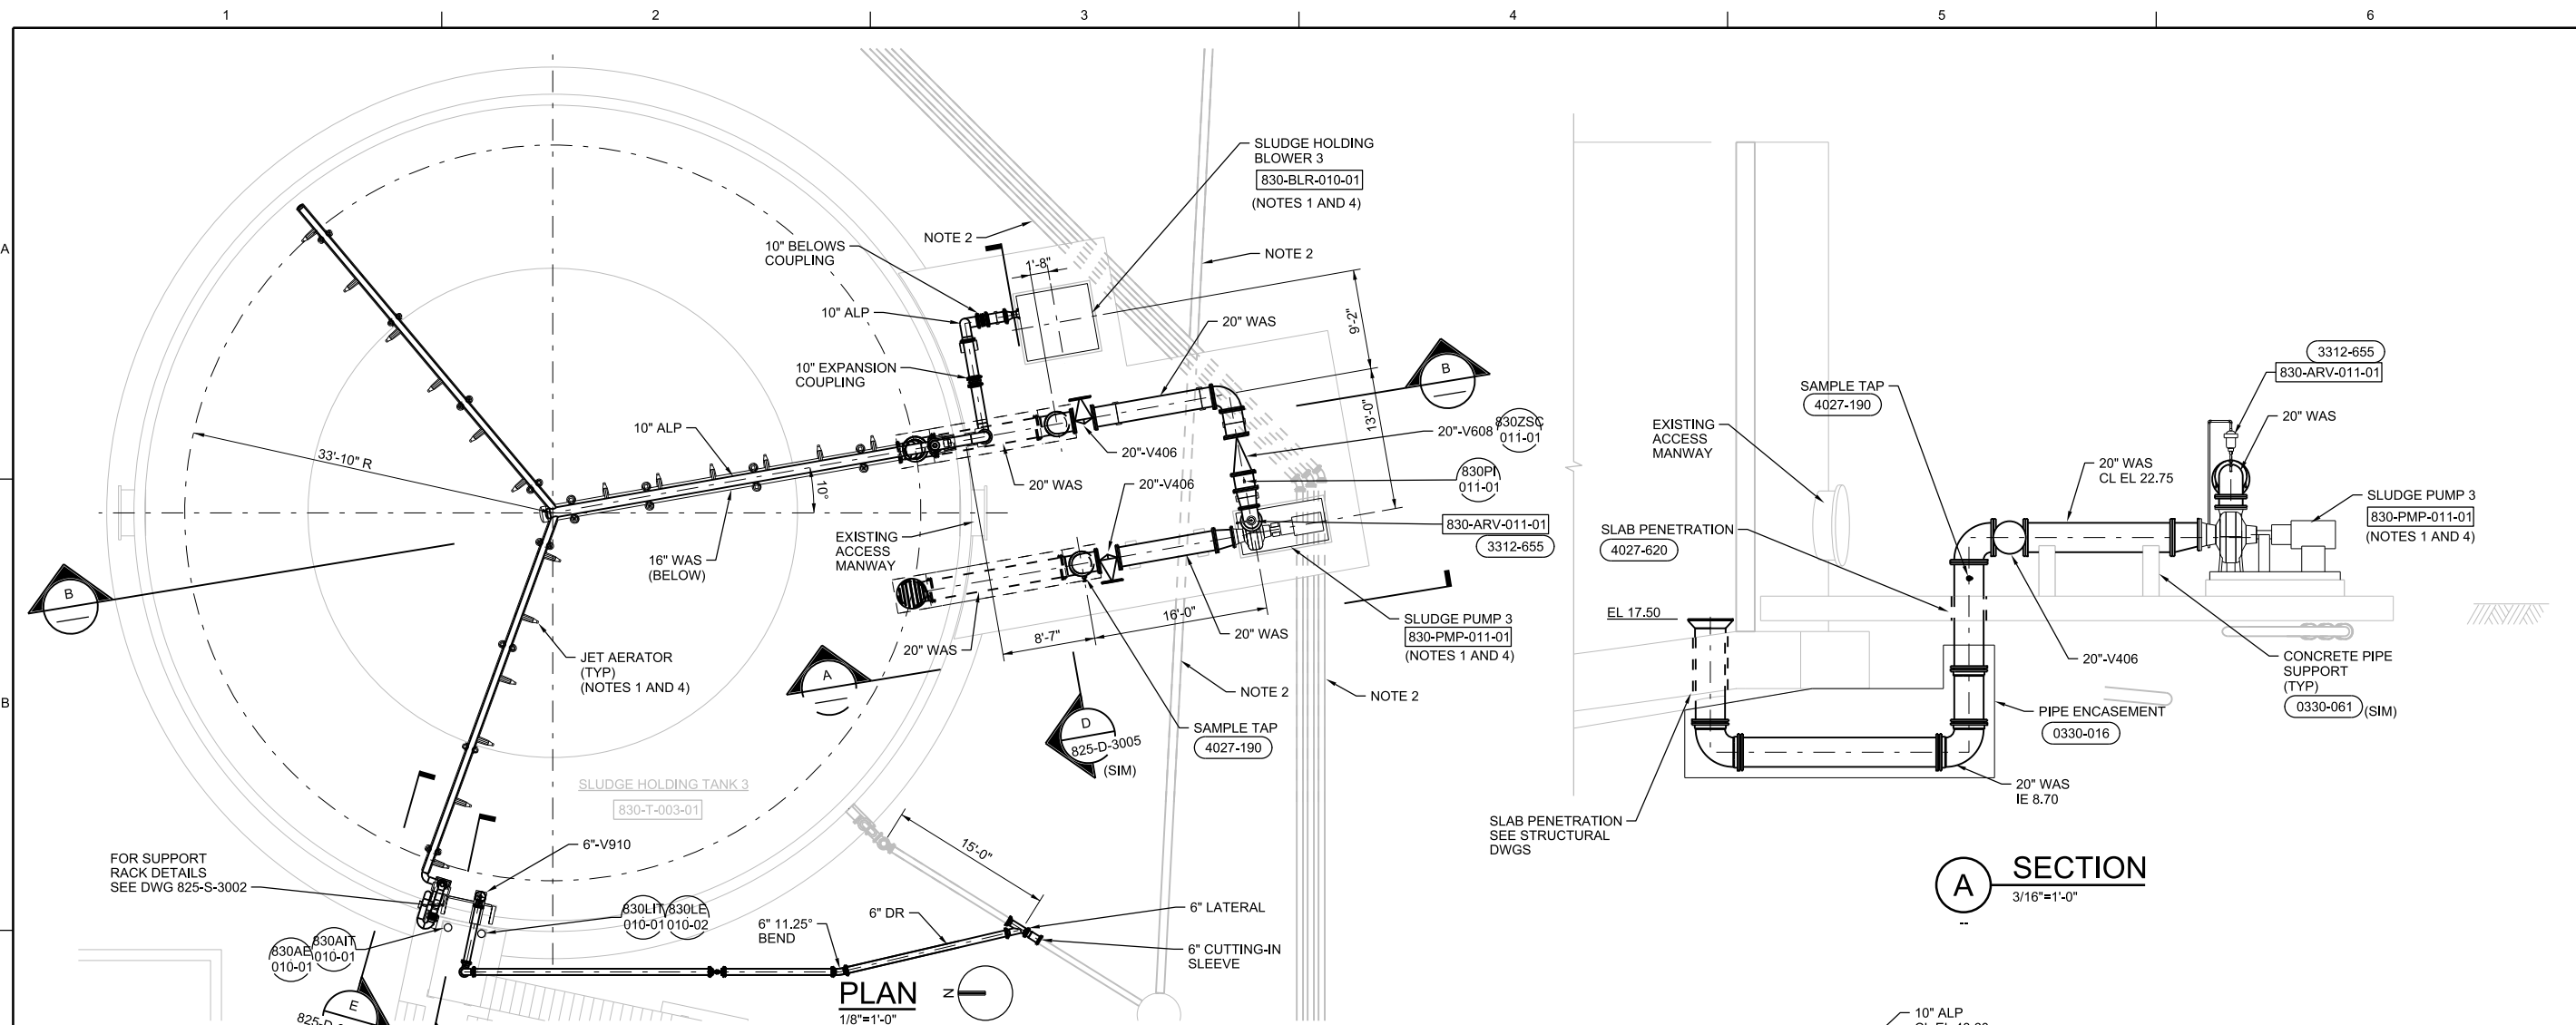 1
2
3
4
5
6
A
B
SLUDGE HOLDING
BLOWER 3
830-BLR-010-01
(NOTES 1 AND 4)
NOTE 2
NOTE 2
10" BELOWS
COUPLING
1'-8"
10" ALP
20" WAS
9'-2"
10" EXPANSION
COUPLING
B
13'-0"
10" ALP
33'-10" R
10°
20"-V608
830ZSC
011-01
20"-V406
830PI
011-01
20" WAS
20"-V406
830-ARV-011-01
3312-655
EXISTING
ACCESS
MANWAY
16" WAS
(BELOW)
B
16'-0"
8'-7"
20" WAS
20" WAS
SLUDGE PUMP 3
830-PMP-011-01
(NOTES 1 AND 4)
JET AERATOR
(TYP)
(NOTES 1 AND 4)
A
NOTE 2
NOTE 2
D
825-D-3005
(SIM)
SAMPLE TAP
4027-190
SLUDGE HOLDING TANK 3
830-T-003-01
15'-0"
6"-V910
FOR SUPPORT
RACK DETAILS
SEE DWG 825-S-3002
830LIT
010-01
830LE
010-02
830AE
010-01
830AIT
010-01
6" 11.25°
BEND
6" DR
6" LATERAL
6" CUTTING-IN
SLEEVE
E
PLAN
1/8"=1'-0"
N
3312-655
830-ARV-011-01
SAMPLE TAP
4027-190
20" WAS
EXISTING
ACCESS
MANWAY
20" WAS
CL EL 22.75
SLUDGE PUMP 3
830-PMP-011-01
(NOTES 1 AND 4)
SLAB PENETRATION
4027-620
EL 17.50
20"-V406
CONCRETE PIPE
SUPPORT
(TYP)
0330-061 (SIM)
PIPE ENCASEMENT
0330-016
20" WAS
IE 8.70
SLAB PENETRATION
SEE STRUCTURAL
DWGS
A SECTION
3/16"=1'-0"
--
10" ALP